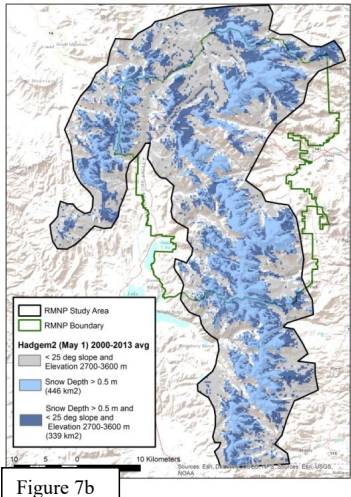 RMNP Study Area
RMNP Boundary
Hadgem2 (May 1) 2000-2013 avg
< 25 deg slope and
Elevation 2700-3600 m
Snow Depth > 0.5 m
(446 km2)
Snow Depth > 0.5 m and
< 25 deg slope and
Elevation 2700-3600 m
(339 km2)
10 5 0 10 Kilometers
Sources: Esri, USGS,
NOAA
Figure 7b